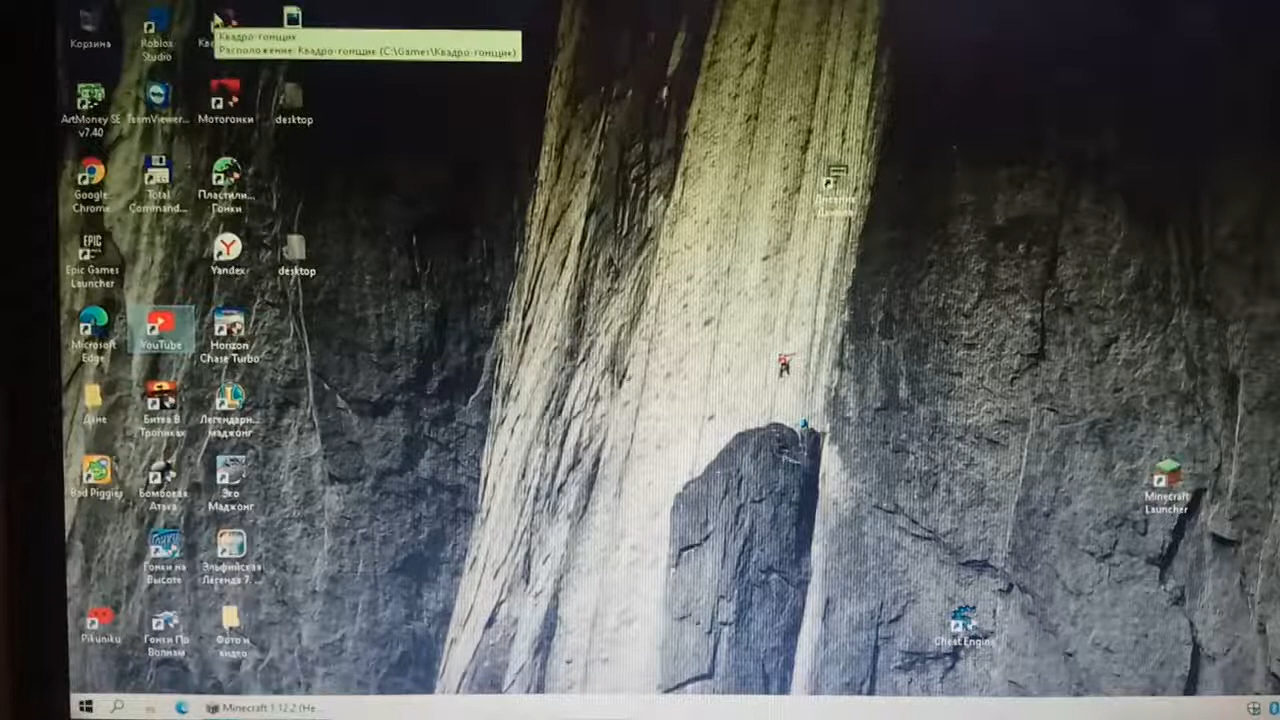 Корзина
Roblox
Studio
Квадро-гонщик
Расположение: Квадро-гонщик (C:\Games\Квадро-гонщик)
ArtMoney SE
v7.40
TeamViewer...
Мотогонки
desktop
Google
Chrome
Total
Command...
Пластили...
Гонки
Epic Games
Launcher
Yandex
desktop
Microsoft
Edge
YouTube
Horizon
Chase Turbo
Дане
Битва В
Тропиках
Легендарн...
маджонг
Bad Piggies
Бомбовая
Атака
Эко
Маджонг
Гонки на
Высоте
Эльфийская
Легенда 7. ...
Pikuniku
Гонки По
Волнам
Фото и
видео
Minecraft
Launcher
Cheat Engine
Minecraft 1.12.2 (Не...